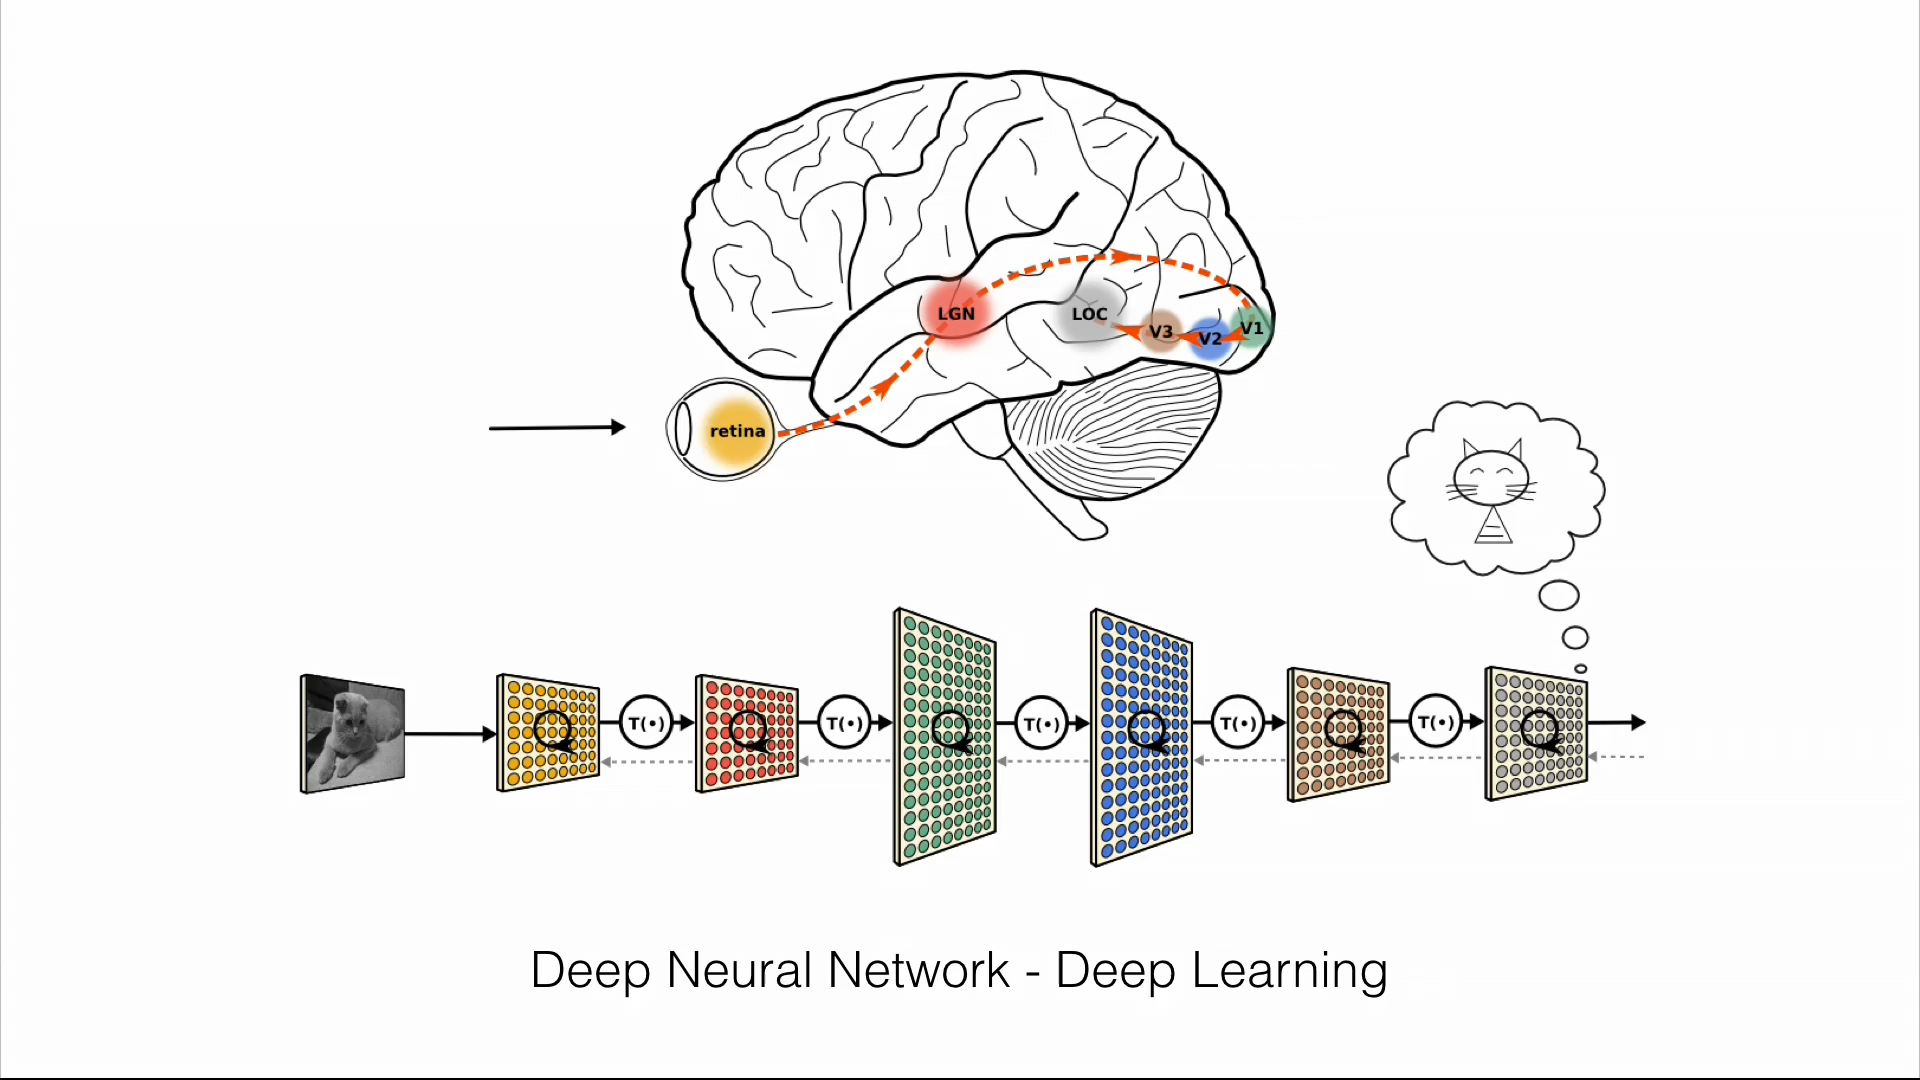 LGN
LOC
V3
V2
V1
retina
T(•)
T(•)
T(•)
T(•)
T(•)
Deep Neural Network - Deep Learning